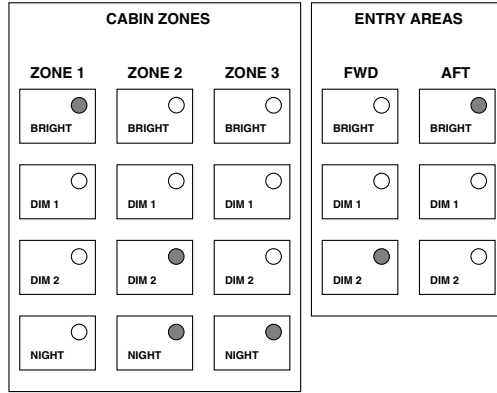 CABIN ZONES
ENTRY AREAS
ZONE 1 ZONE 2 ZONE 3
FWD AFT
BRIGHT BRIGHT BRIGHT
BRIGHT BRIGHT
DIM 1 DIM 1 DIM 1
DIM 1 DIM 1
DIM 2 DIM 2 DIM 2
DIM 2 DIM 2
NIGHT NIGHT NIGHT